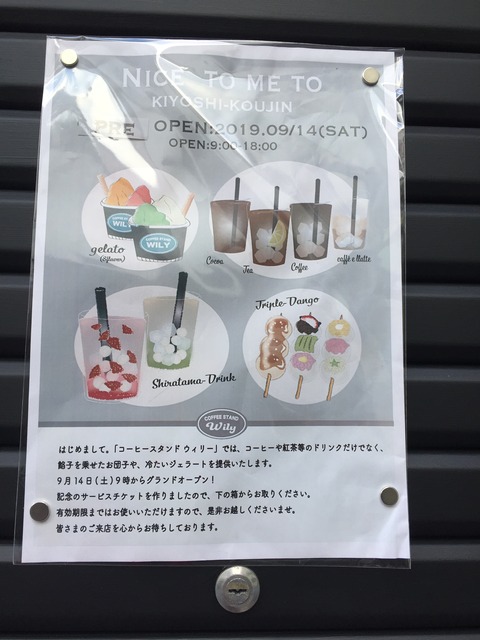 NICE TO ME TO
KIYOSHI-KOUJIN
PRE OPEN:2019.09/14(SAT)
OPEN:9:00-18:00
COFFEE STAND
WILY
COFFEE STAND
WILY
gelato
(6flavor)
Cocoa
Tea
Coffee
caffè e llatte
Shiratama-Drink
Triple-Dango
COFFEE STAND
Wily
はじめまして。「コーヒースタンド ウィリー」では、コーヒーや紅茶等のドリンクだけでなく、
餡子を乗せたお団子や、冷たいジェラートを提供いたします。
9月14日(土)9時からグランドオープン!
記念のサービスチケットを作りましたので、下の箱からお取りください。
有効期限まではお使いいただけますので、是非お越しくださいませ。
皆さまのご来店を心からお待ちしております。